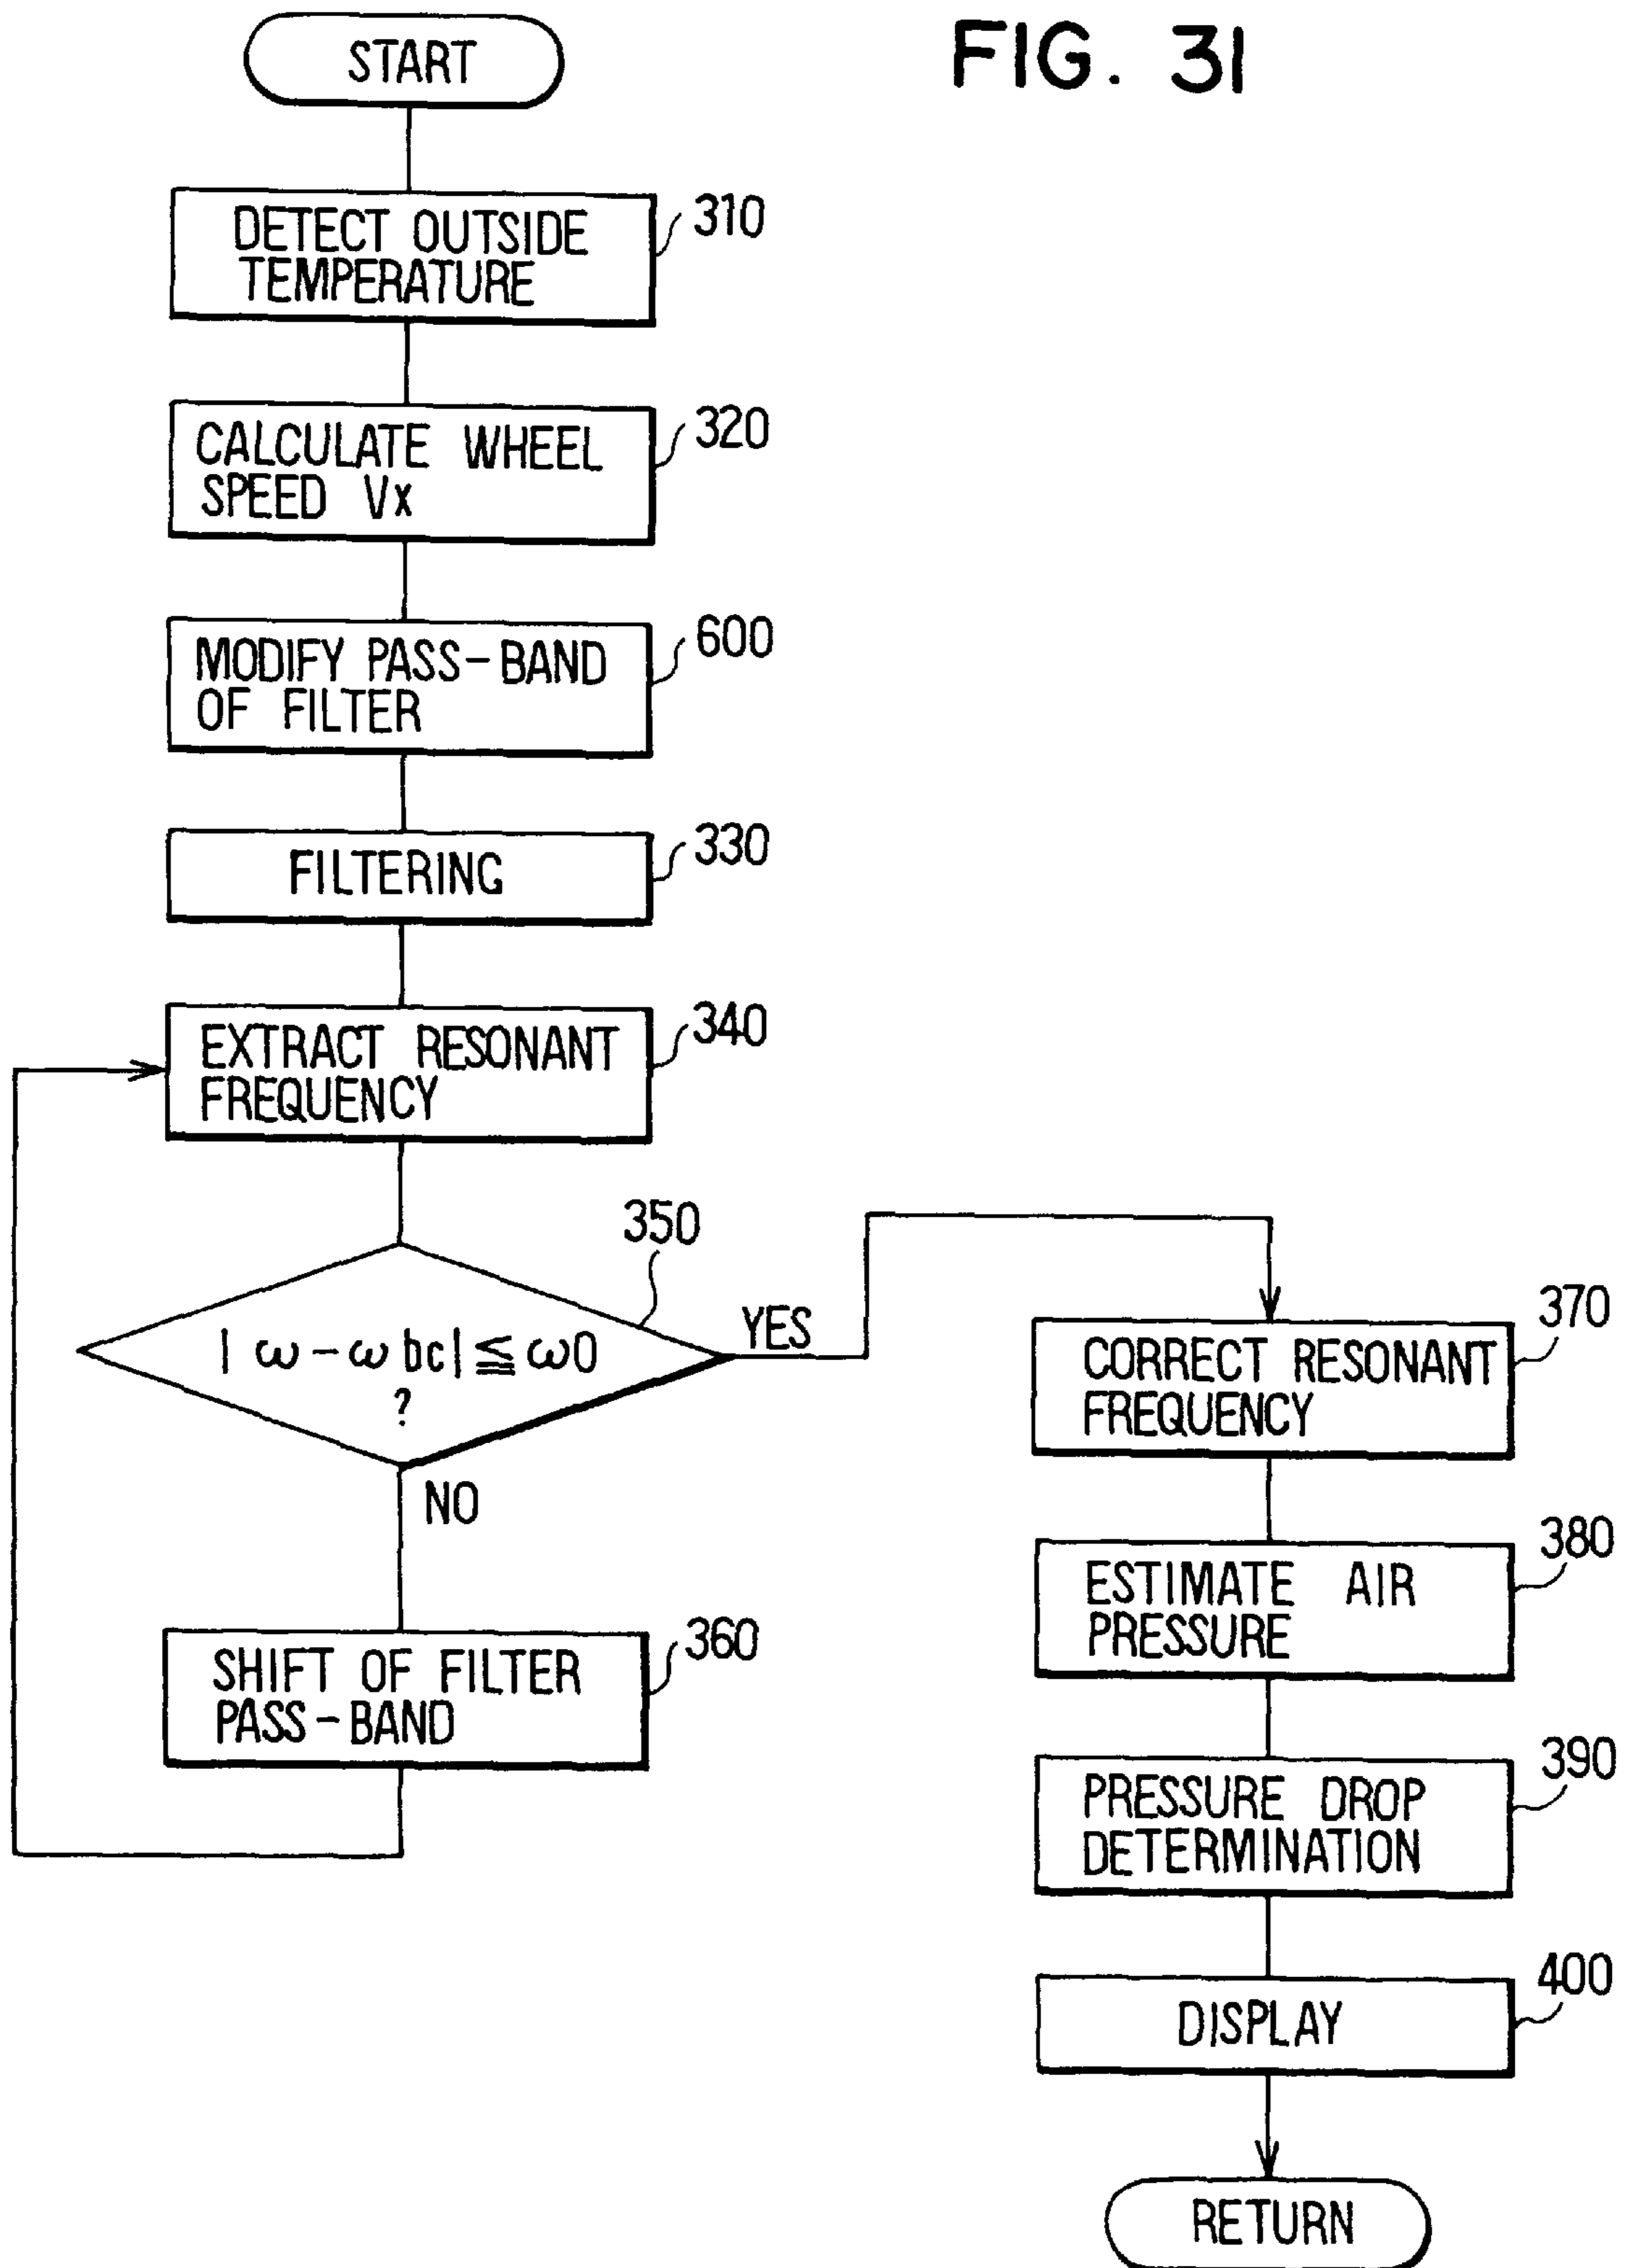 FIG. 31
START
DETECT OUTSIDE
TEMPERATURE
310
CALCULATE WHEEL
SPEED Vx
320
MODIFY PASS-BAND
OF FILTER
600
FILTERING
330
EXTRACT RESONANT
FREQUENCY
340
350
| ω - ω bc| ≦ ω0
?
YES
NO
SHIFT OF FILTER
PASS-BAND
360
CORRECT RESONANT
FREQUENCY
370
ESTIMATE AIR
PRESSURE
380
PRESSURE DROP
DETERMINATION
390
DISPLAY
400
RETURN